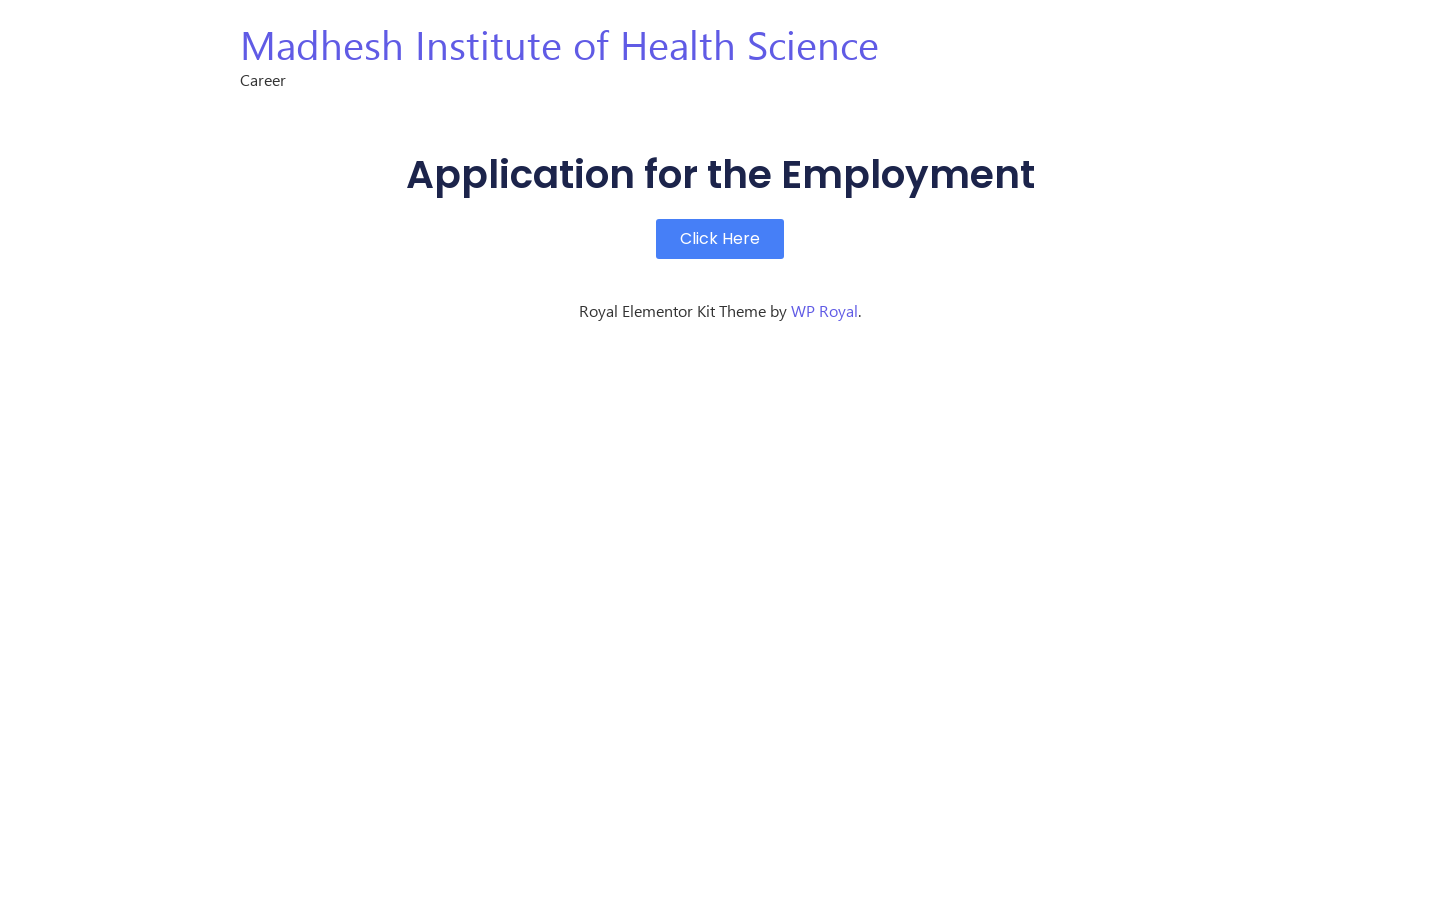 Madhesh Institute of Health Science
Career
Application for the Employment
Click Here
Royal Elementor Kit Theme by WP Royal.